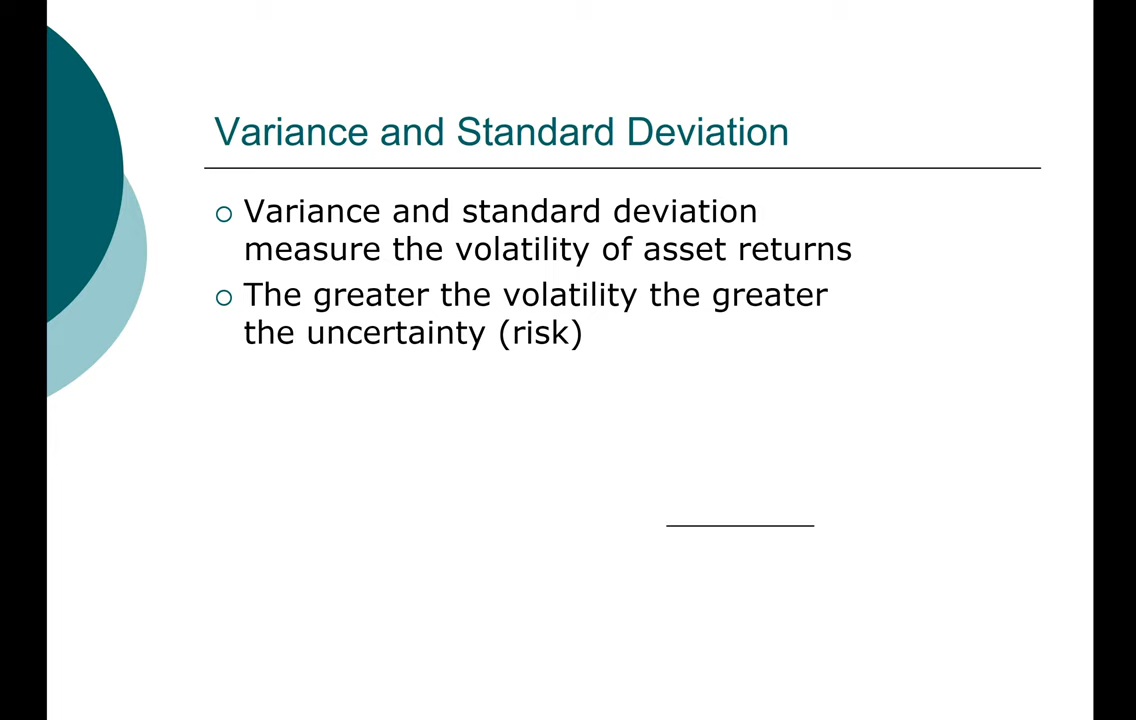 Variance and Standard Deviation
Variance and standard deviation
measure the volatility of asset returns
The greater the volatility the greater
the uncertainty (risk)